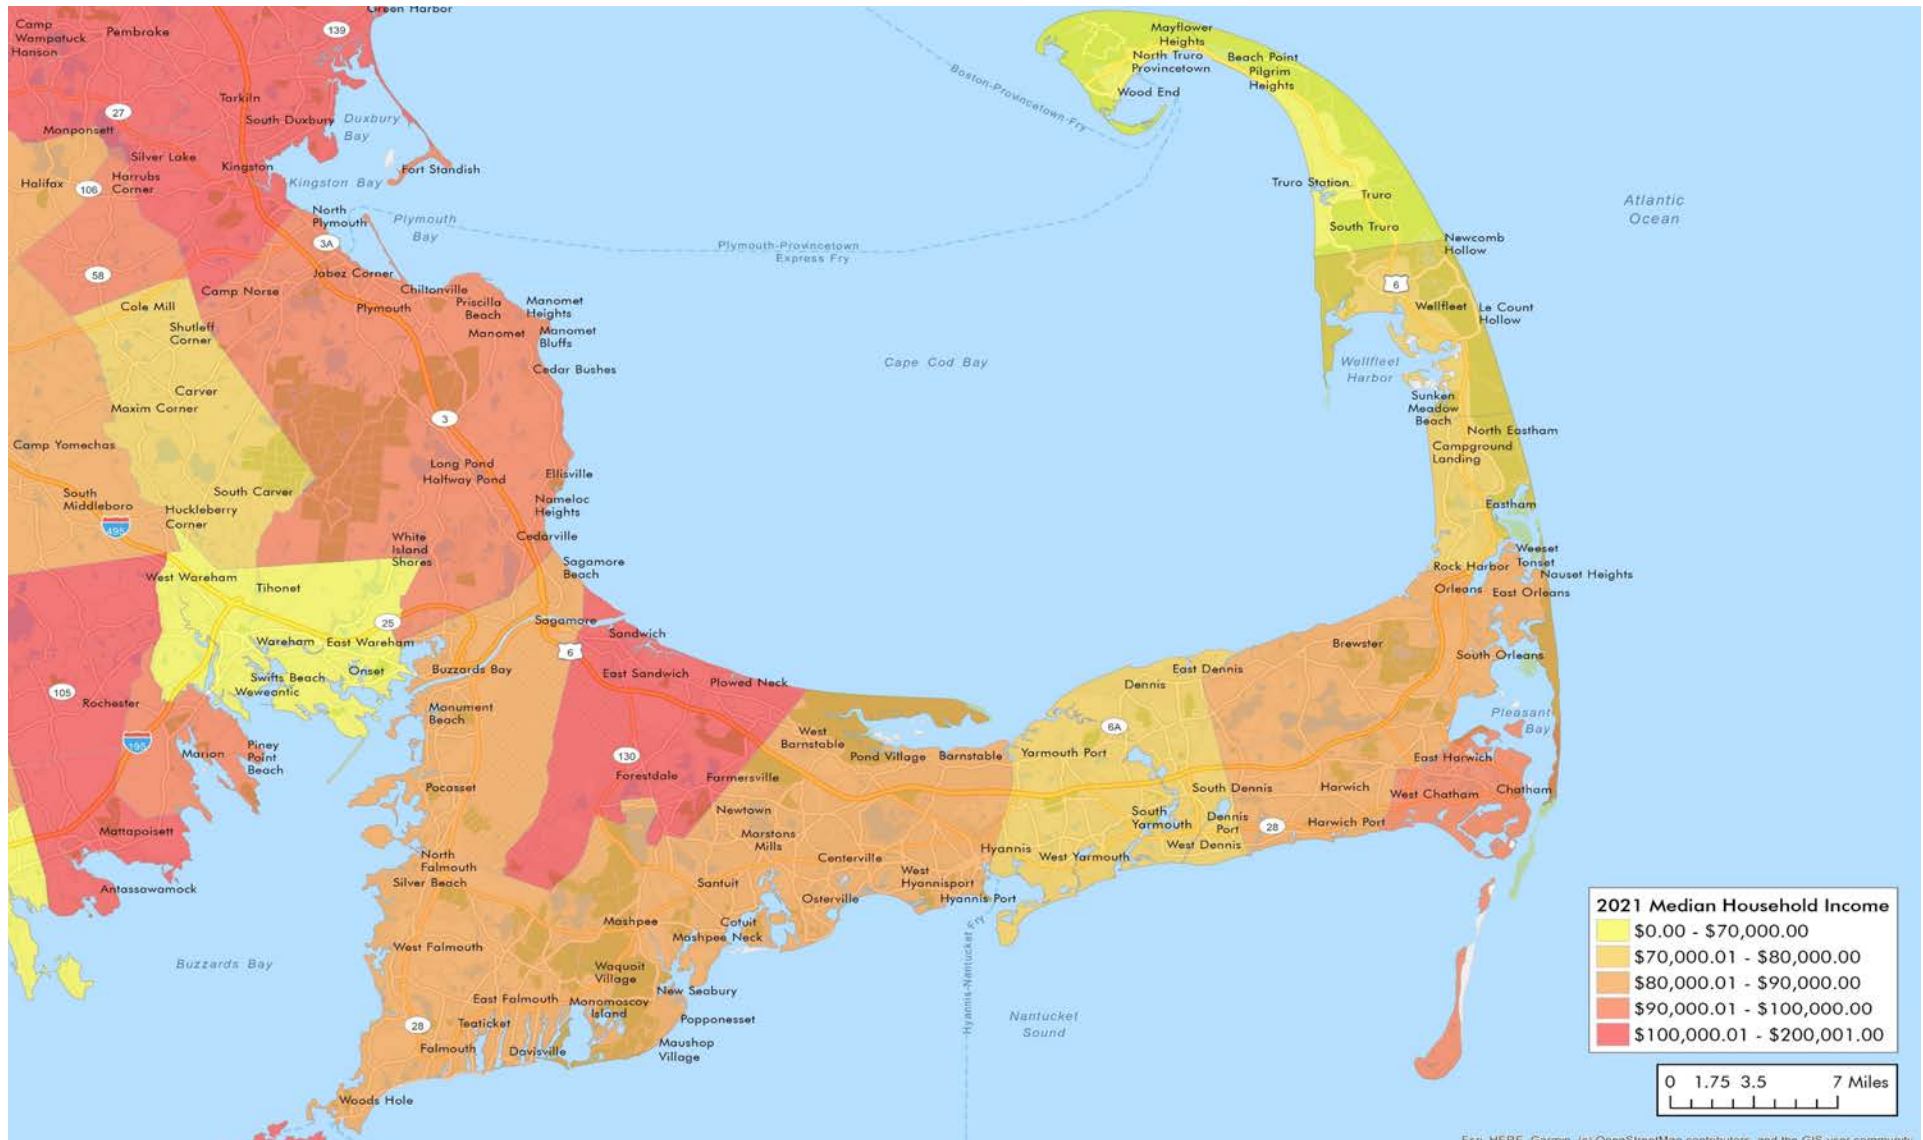 Green Harbor
Camp
Wampatuck
Hanson
Pembrake
139
27
Tarkiln
South Duxbury
Duxbury
Bay
Monponsett
Silver Lake
Kingston
Fort Standish
Kingston Bay
Halifax
106
Harrubs
Corner
North
Plymouth
Plymouth
Bay
3A
58
Jabez Corner
Camp Norse
Cole Mill
Chiltonville
Plymouth
Priscilla
Beach
Manomet
Heights
Shutleff
Corner
Manomet
Manomet
Bluffs
Cedar Bushes
Carver
Maxim Corner
3
Camp Yomechas
Long Pond
Halfway Pond
Ellisville
South
Middleboro
South Carver
Huckleberry
Corner
495
Nameloc
Heights
Cedarville
White
Island
Shores
Sagamore
Beach
West Wareham
Tihonet
25
Sagamore
Wareham
East Wareham
Sandwich
6
Onset
Swifts Beach
Weweantic
Buzzards Bay
East Sandwich
Plowed Neck
105
Rochester
Monument
Beach
195
Marion
Piney
Point
Beach
West
Barnstable
Pond Village
Barnstable
130
Forestdale
Farmersville
Pocasset
Newtown
Mattapoisett
Marstons
Mills
Centerville
North
Falmouth
Silver Beach
Antassawamock
Santuit
West
Hyannisport
Osterville
Hyannis Port
Mashpee
Cotuit
Mashpee Neck
West Falmouth
Buzzards Bay
Waquoit
Village
New Seabury
East Falmouth
Monomoscoy
Island
28
Teaticket
Popponesset
Falmouth
Davisville
Maushop
Village
Woods Hole
Boston-Provincetown-Fry
Plymouth-Provincetown
Express Fry
Cape Cod Bay
Mayflower
Heights
North Truro
Provincetown
Beach Point
Pilgrim
Heights
Wood End
Truro Station
Truro
South Truro
Atlantic
Ocean
Newcomb
Hollow
6
Wellfleet
Le Count
Hollow
Wellfleet
Harbor
Sunken
Meadow
Beach
North Eastham
Campground
Landing
Eastham
Weeset
Tonset
Rock Harbor
Nauset Heights
Orleans
East Orleans
Brewster
South Orleans
East Dennis
Dennis
Pleasant
Bay
6A
Yarmouth Port
East Harwich
South Dennis
Harwich
West Chatham
Chatham
South
Yarmouth
Dennis
Port
28
Harwich Port
West Dennis
Hyannis
West Yarmouth
Hyannis-Nantucket Fry
Nantucket
Sound
2021 Median Household Income
$0.00 - $70,000.00
$70,000.01 - $80,000.00
$80,000.01 - $90,000.00
$90,000.01 - $100,000.00
$100,000.01 - $200,001.00
0 1.75 3.5 7 Miles
Esri, HERE, Garmin, (c) OpenStreetMap contributors, and the GIS user community